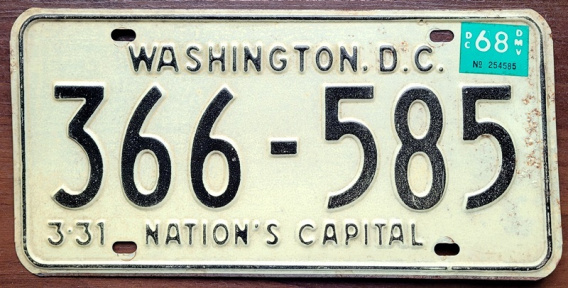 WASHINGTON, D.C.
DC 68 DMV
No 254585
366-585
3·31 NATION'S CAPITAL